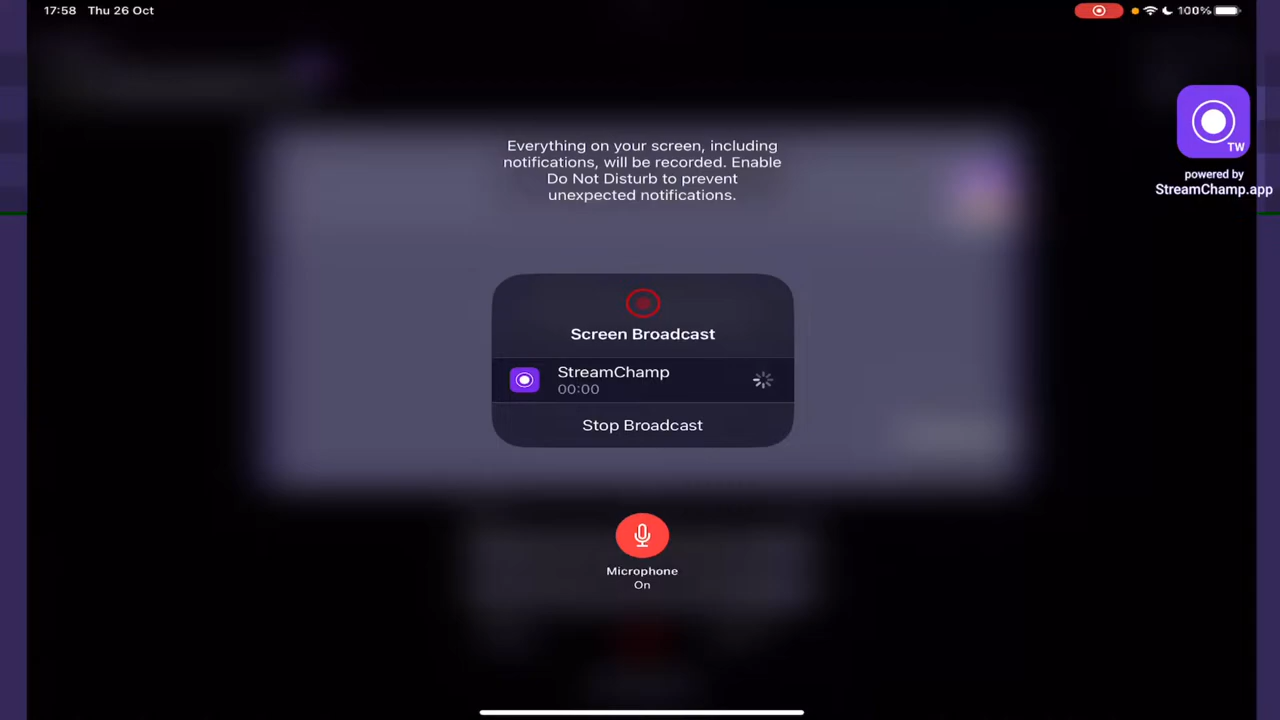 17:58 Thu 26 Oct
100%
Everything on your screen, including
notifications, will be recorded. Enable
Do Not Disturb to prevent
unexpected notifications.
TW
powered by
StreamChamp.app
Screen Broadcast
StreamChamp
00:00
Stop Broadcast
Microphone
On